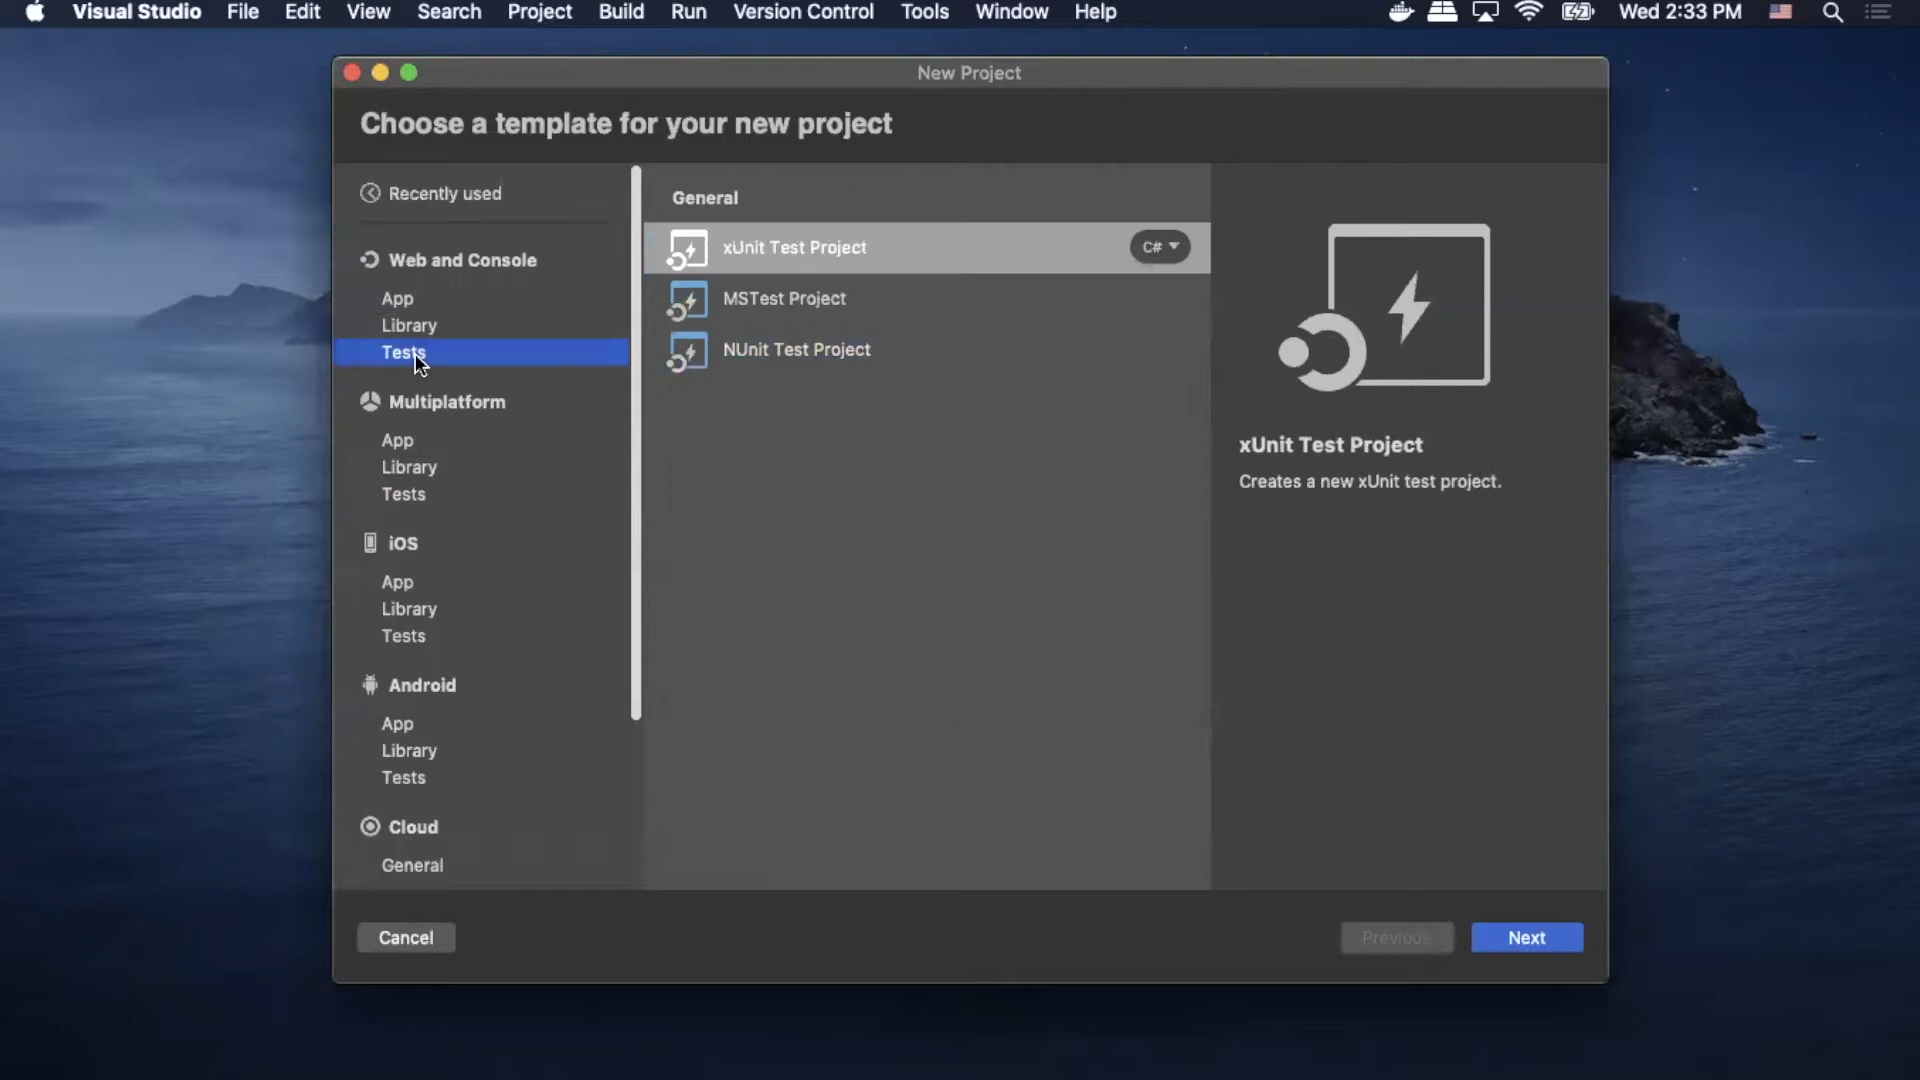 Visual Studio File Edit View Search Project Build Run Version Control Tools Window Help Wed 2:33 PM
New Project
Choose a template for your new project
Recently used
Web and Console
App
Library
Tests
Multiplatform
App
Library
Tests
iOS
App
Library
Tests
Android
App
Library
Tests
Cloud
General
General
xUnit Test Project C#
MSTest Project
NUnit Test Project
xUnit Test Project
Creates a new xUnit test project.
Cancel Previous Next